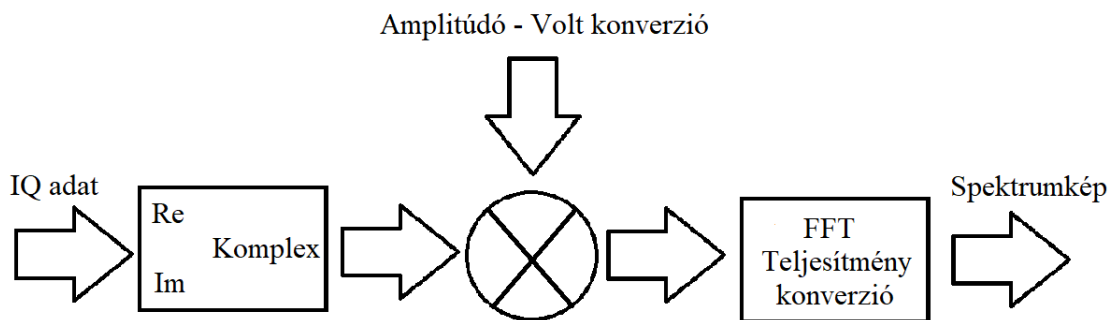 Amplitúdó - Volt konverzió
IQ adat
Re
Komplex
Im
FFT
Teljesítmény
konverzió
Spektrumkép